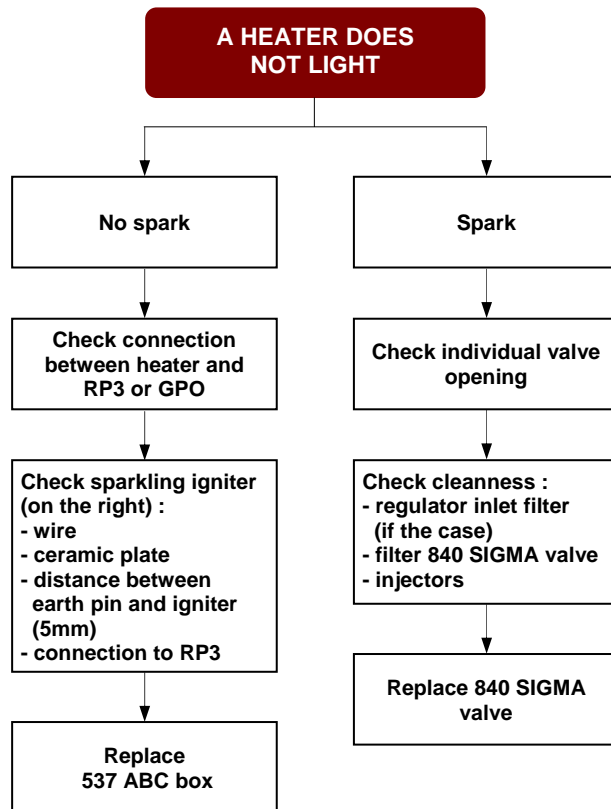 A HEATER DOES
NOT LIGHT
No spark
Spark
Check connection
between heater and
RP3 or GPO
Check individual valve
opening
Check sparkling igniter
(on the right) :
- wire
- ceramic plate
- distance between
earth pin and igniter
(5mm)
- connection to RP3
Check cleanness :
- regulator inlet filter
(if the case)
- filter 840 SIGMA valve
- injectors
Replace 840 SIGMA
valve
Replace
537 ABC box